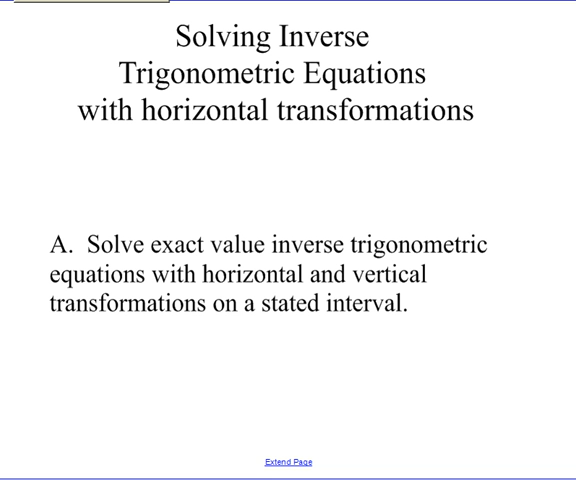 Solving Inverse
Trigonometric Equations
with horizontal transformations
A. Solve exact value inverse trigonometric
equations with horizontal and vertical
transformations on a stated interval.
Extend Page